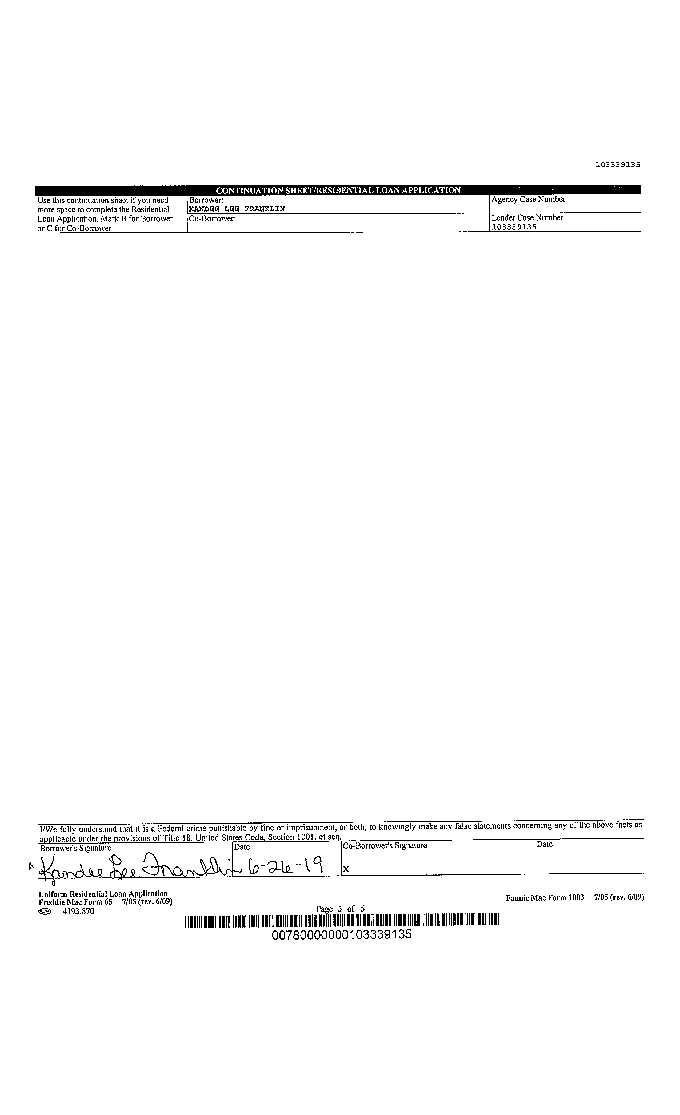 103339135
CONTINUATION SHEET/RESIDENTIAL LOAN APPLICATION
Use this continuation sheet if you need
more space to complete the Residential
Loan Application. Mark B for Borrower
or C for Co-Borrower
Borrower:
KANDEE LEE FRANKLIN
Co-Borrower:
Agency Case Number
Lender Case Number
103339135
I/We fully understand that it is a Federal crime punishable by fine or imprisonment, or both, to knowingly make any false statements concerning any of the above facts as
applicable under the provisions of Title 18, United States Code, Section 1001, et seq.
Borrower's Signature
Date
Co-Borrower's Signature
Date
Kandee Lee Franklin 6-26-19
X
Uniform Residential Loan Application
Freddie Mac Form 65 7/05 (rev. 6/09)
4193.870
Page 5 of 5
Fannie Mae Form 1003 7/05 (rev. 6/09)
00780000000103339135